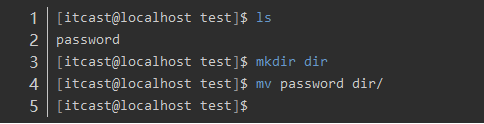 1 [itcast@localhost test]$ ls
2 password
3 [itcast@localhost test]$ mkdir dir
4 [itcast@localhost test]$ mv password dir/
5 [itcast@localhost test]$